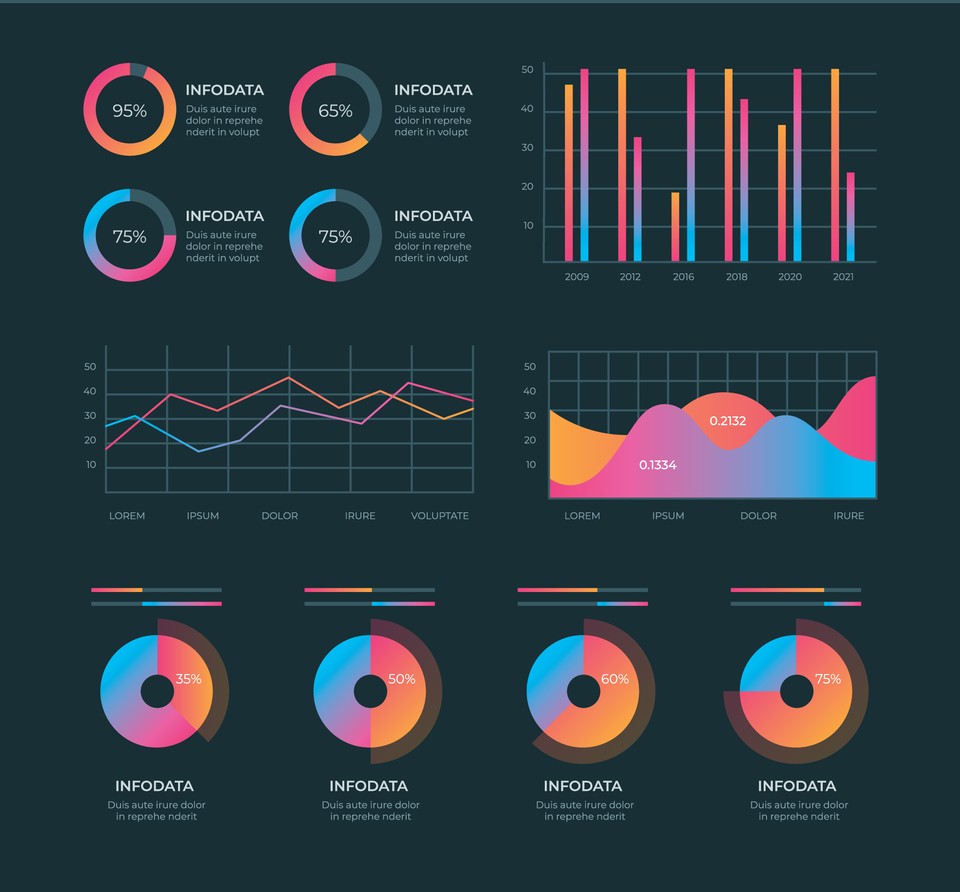 95%
INFODATA
Duis aute irure
dolor in reprehe
nderit in volupt
65%
INFODATA
Duis aute irure
dolor in reprehe
nderit in volupt
75%
INFODATA
Duis aute irure
dolor in reprehe
nderit in volupt
75%
INFODATA
Duis aute irure
dolor in reprehe
nderit in volupt
50
40
30
20
10
2009 2012 2016 2018 2020 2021
50
40
30
20
10
LOREM IPSUM DOLOR IRURE VOLUPTATE
50
40
30
20
10
0.2132
0.1334
LOREM IPSUM DOLOR IRURE
35%
INFODATA
Duis aute irure dolor
in reprehe nderit
50%
INFODATA
Duis aute irure dolor
in reprehe nderit
60%
INFODATA
Duis aute irure dolor
in reprehe nderit
75%
INFODATA
Duis aute irure dolor
in reprehe nderit